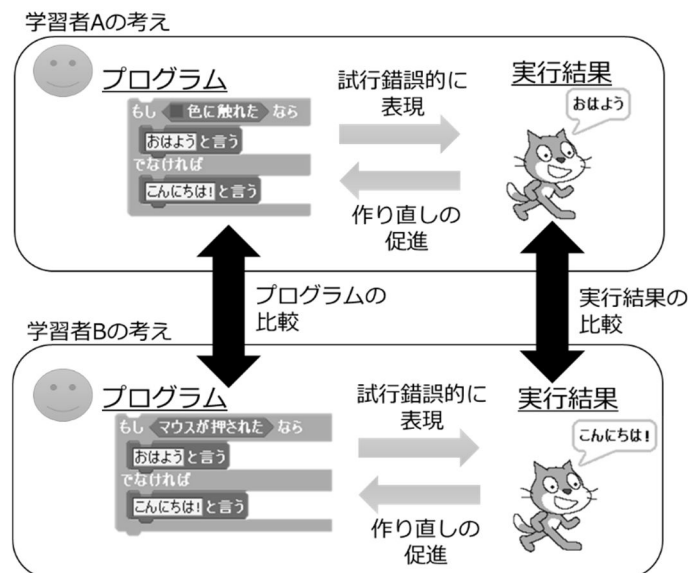 学習者Aの考え
プログラム
もし 色に触れた なら
おはよう と言う
でなければ
こんにちは! と言う
試行錯誤的に
表現
作り直しの
促進
実行結果
おはよう
プログラムの
比較
実行結果の
比較
学習者Bの考え
プログラム
もし マウスが押された なら
おはよう と言う
でなければ
こんにちは! と言う
試行錯誤的に
表現
作り直しの
促進
実行結果
こんにちは!